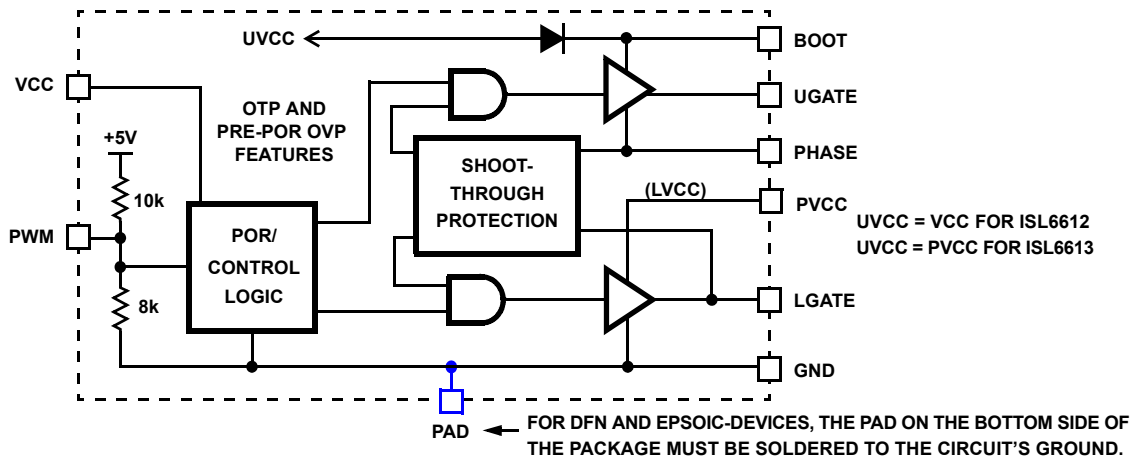 UVCC
BOOT
VCC
OTP AND
PRE-POR OVP
FEATURES
UGATE
+5V
10k
PHASE
SHOOT-
THROUGH
PROTECTION
(LVCC)
PVCC
UVCC = VCC FOR ISL6612
UVCC = PVCC FOR ISL6613
PWM
POR/
CONTROL
LOGIC
8k
LGATE
GND
PAD
FOR DFN AND EPSOIC-DEVICES, THE PAD ON THE BOTTOM SIDE OF
THE PACKAGE MUST BE SOLDERED TO THE CIRCUIT'S GROUND.